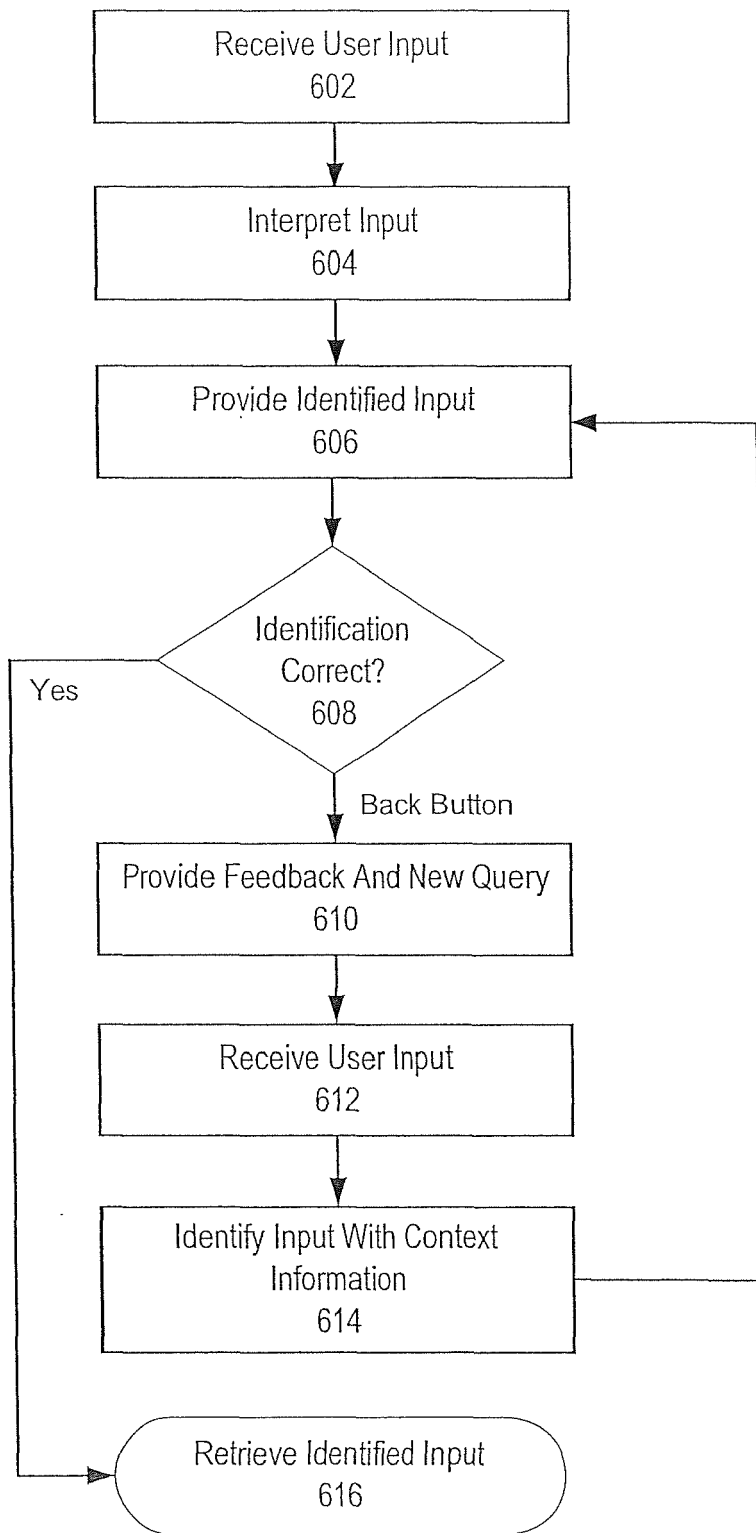 Receive User Input
602
Interpret Input
604
Provide Identified Input
606
Identification
Correct?
608
Yes
Back Button
Provide Feedback And New Query
610
Receive User Input
612
Identify Input With Context
Information
614
Retrieve Identified Input
616